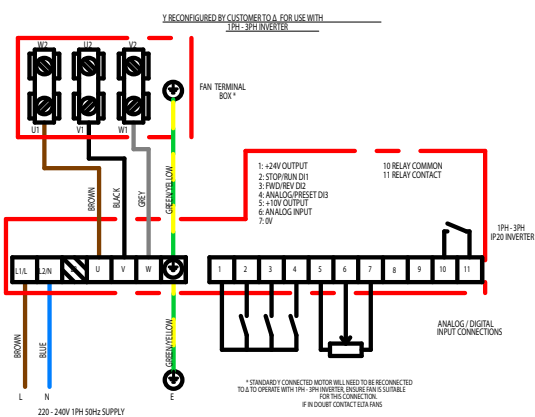 Y RECONFIGURED BY CUSTOMER TO Δ FOR USE WITH
1PH - 3PH INVERTER
W2 U2 V2
U1 V1 W1
FAN TERMINAL
BOX *
BROWN
BLACK
GREY
GREEN/YELLOW
1: +24V OUTPUT
2: STOP/RUN DI1
3: FWD/REV DI2
4: ANALOG/PRESET DI3
5: +10V OUTPUT
6: ANALOG INPUT
7: 0V
10 RELAY COMMON
11 RELAY CONTACT
1PH - 3PH
IP20 INVERTER
L1/L L2/N U V W
1 2 3 4 5 6 7 8 9 10 11
BROWN
BLUE
GREEN/YELLOW
ANALOG / DIGITAL
INPUT CONNECTIONS
L N E
220 - 240V 1PH 50Hz SUPPLY
* STANDARD Y CONNECTED MOTOR WILL NEED TO BE RECONNECTED
TO Δ TO OPERATE WITH 1PH - 3PH INVERTER, ENSURE FAN IS SUITABLE
FOR THIS CONNECTION.
IF IN DOUBT CONTACT ELTA FANS